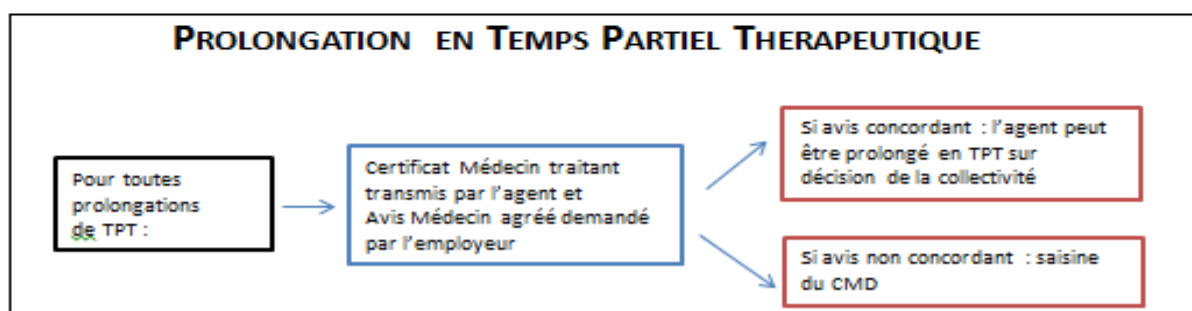 PROLONGATION EN TEMPS PARTIEL THERAPEUTIQUE
Pour toutes
prolongations
de TPT :
Certificat Médecin traitant
transmis par l'agent et
Avis Médecin agréé demandé
par l'employeur
Si avis concordant : l'agent peut
être prolongé en TPT sur
décision de la collectivité
Si avis non concordant : saisine
du CMD